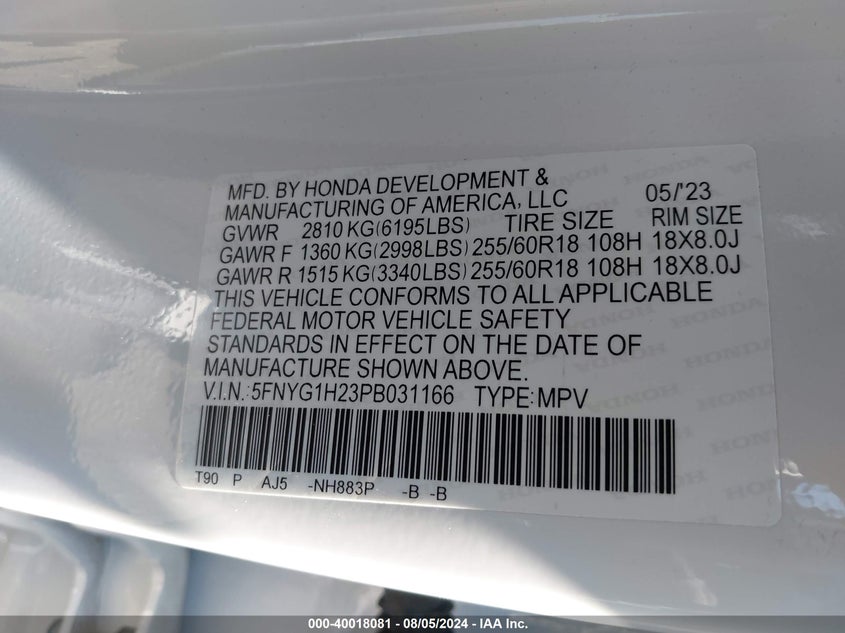 MFD. BY HONDA DEVELOPMENT &
MANUFACTURING OF AMERICA, LLC 05/'23
GVWR 2810 KG(6195LBS) TIRE SIZE RIM SIZE
GAWR F 1360 KG(2998LBS) 255/60R18 108H 18X8.0J
GAWR R 1515 KG(3340LBS) 255/60R18 108H 18X8.0J
THIS VEHICLE CONFORMS TO ALL APPLICABLE
FEDERAL MOTOR VEHICLE SAFETY
STANDARDS IN EFFECT ON THE DATE OF
MANUFACTURE SHOWN ABOVE.
V.I.N.:5FNYG1H23PB031166 TYPE:MPV
T90 P AJ5 -NH883P -B -B
000-40018081 - 08/05/2024 - IAA Inc.